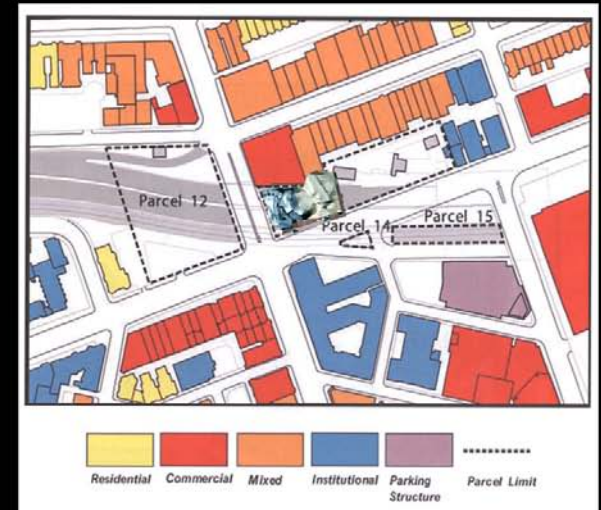 Parcel 12
Parcel 14
Parcel 15
Residential
Commercial
Mixed
Institutional
Parking
Structure
Parcel Limit